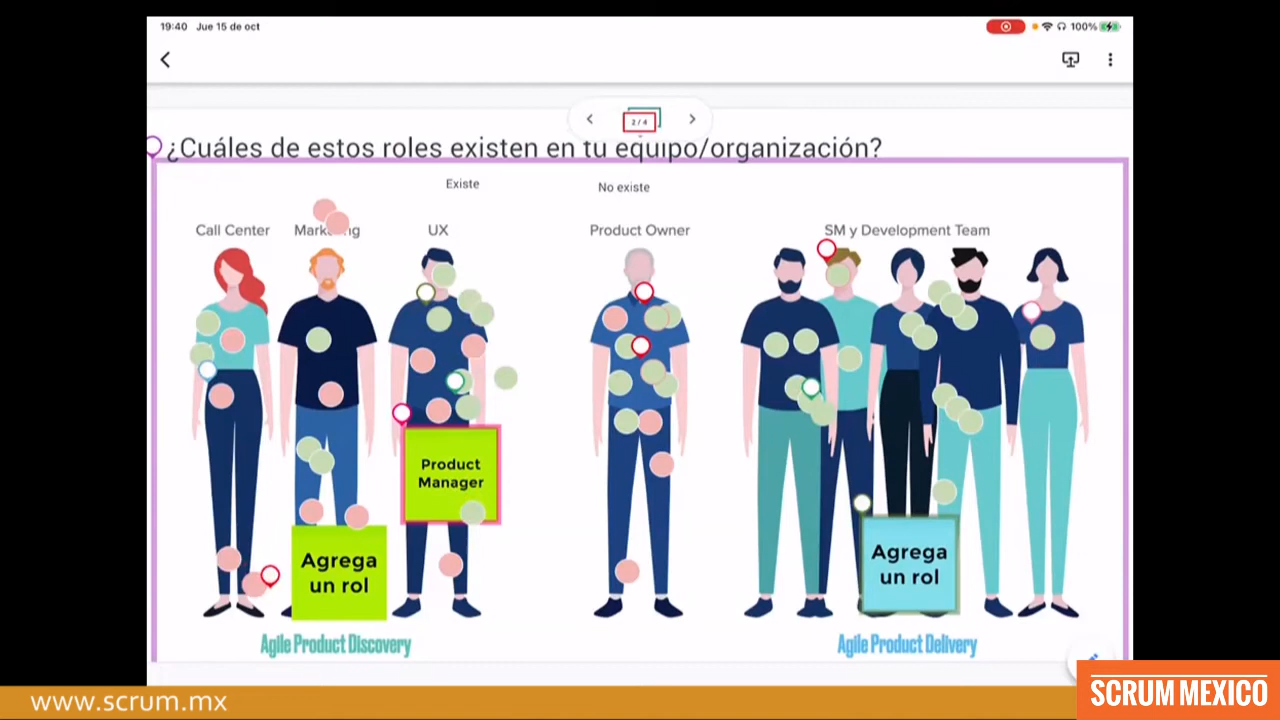 19:40 Jue 15 de oct
100%
2 / 4
¿Cuáles de estos roles existen en tu equipo/organización?
Existe
No existe
Call Center
UX
Product Owner
SM y Development Team
Product
Manager
Agrega
un rol
Agrega
un rol
Agile Product Discovery
Agile Product Delivery
www.scrum.mx
SCRUM MEXICO